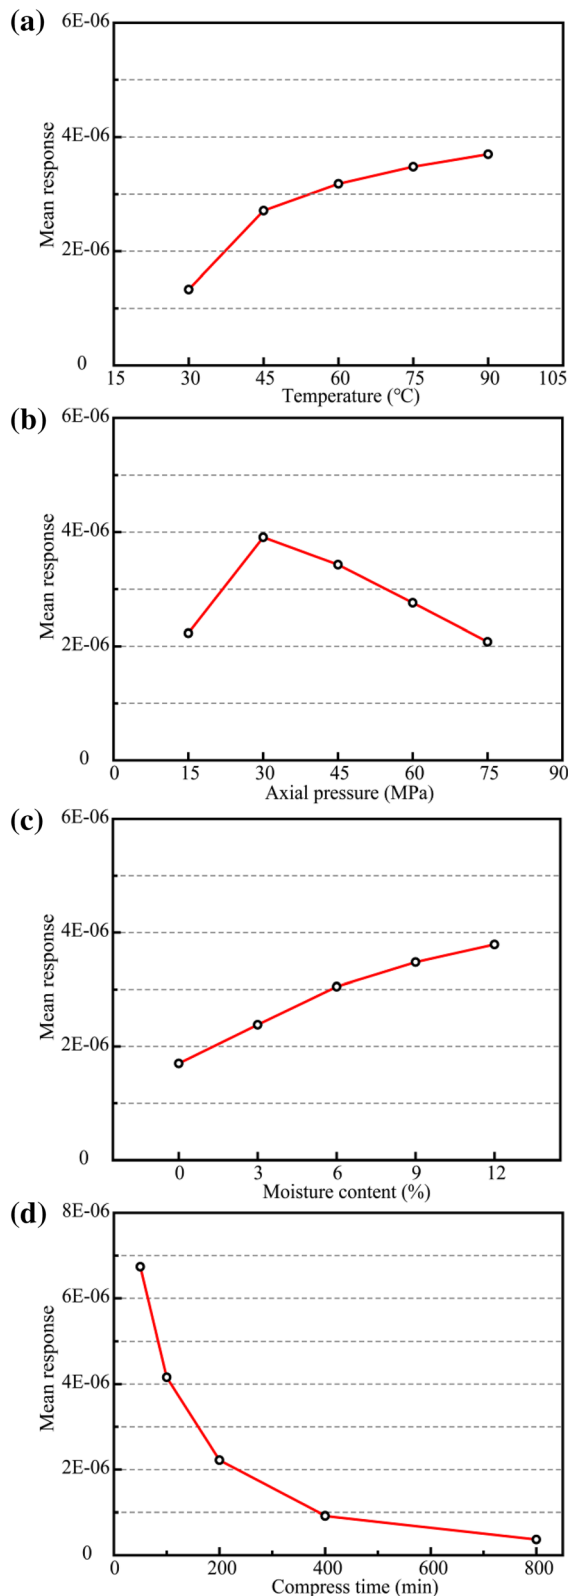 (a)
6E-06
4E-06
2E-06
0
Mean response
15 30 45 60 75 90 105
Temperature (℃)
(b)
6E-06
4E-06
2E-06
0
Mean response
0 15 30 45 60 75 90
Axial pressure (MPa)
(c)
6E-06
4E-06
2E-06
0
Mean response
0 3 6 9 12
Moisture content (%)
(d)
8E-06
6E-06
4E-06
2E-06
0
Mean response
0 200 400 600 800
Compress time (min)